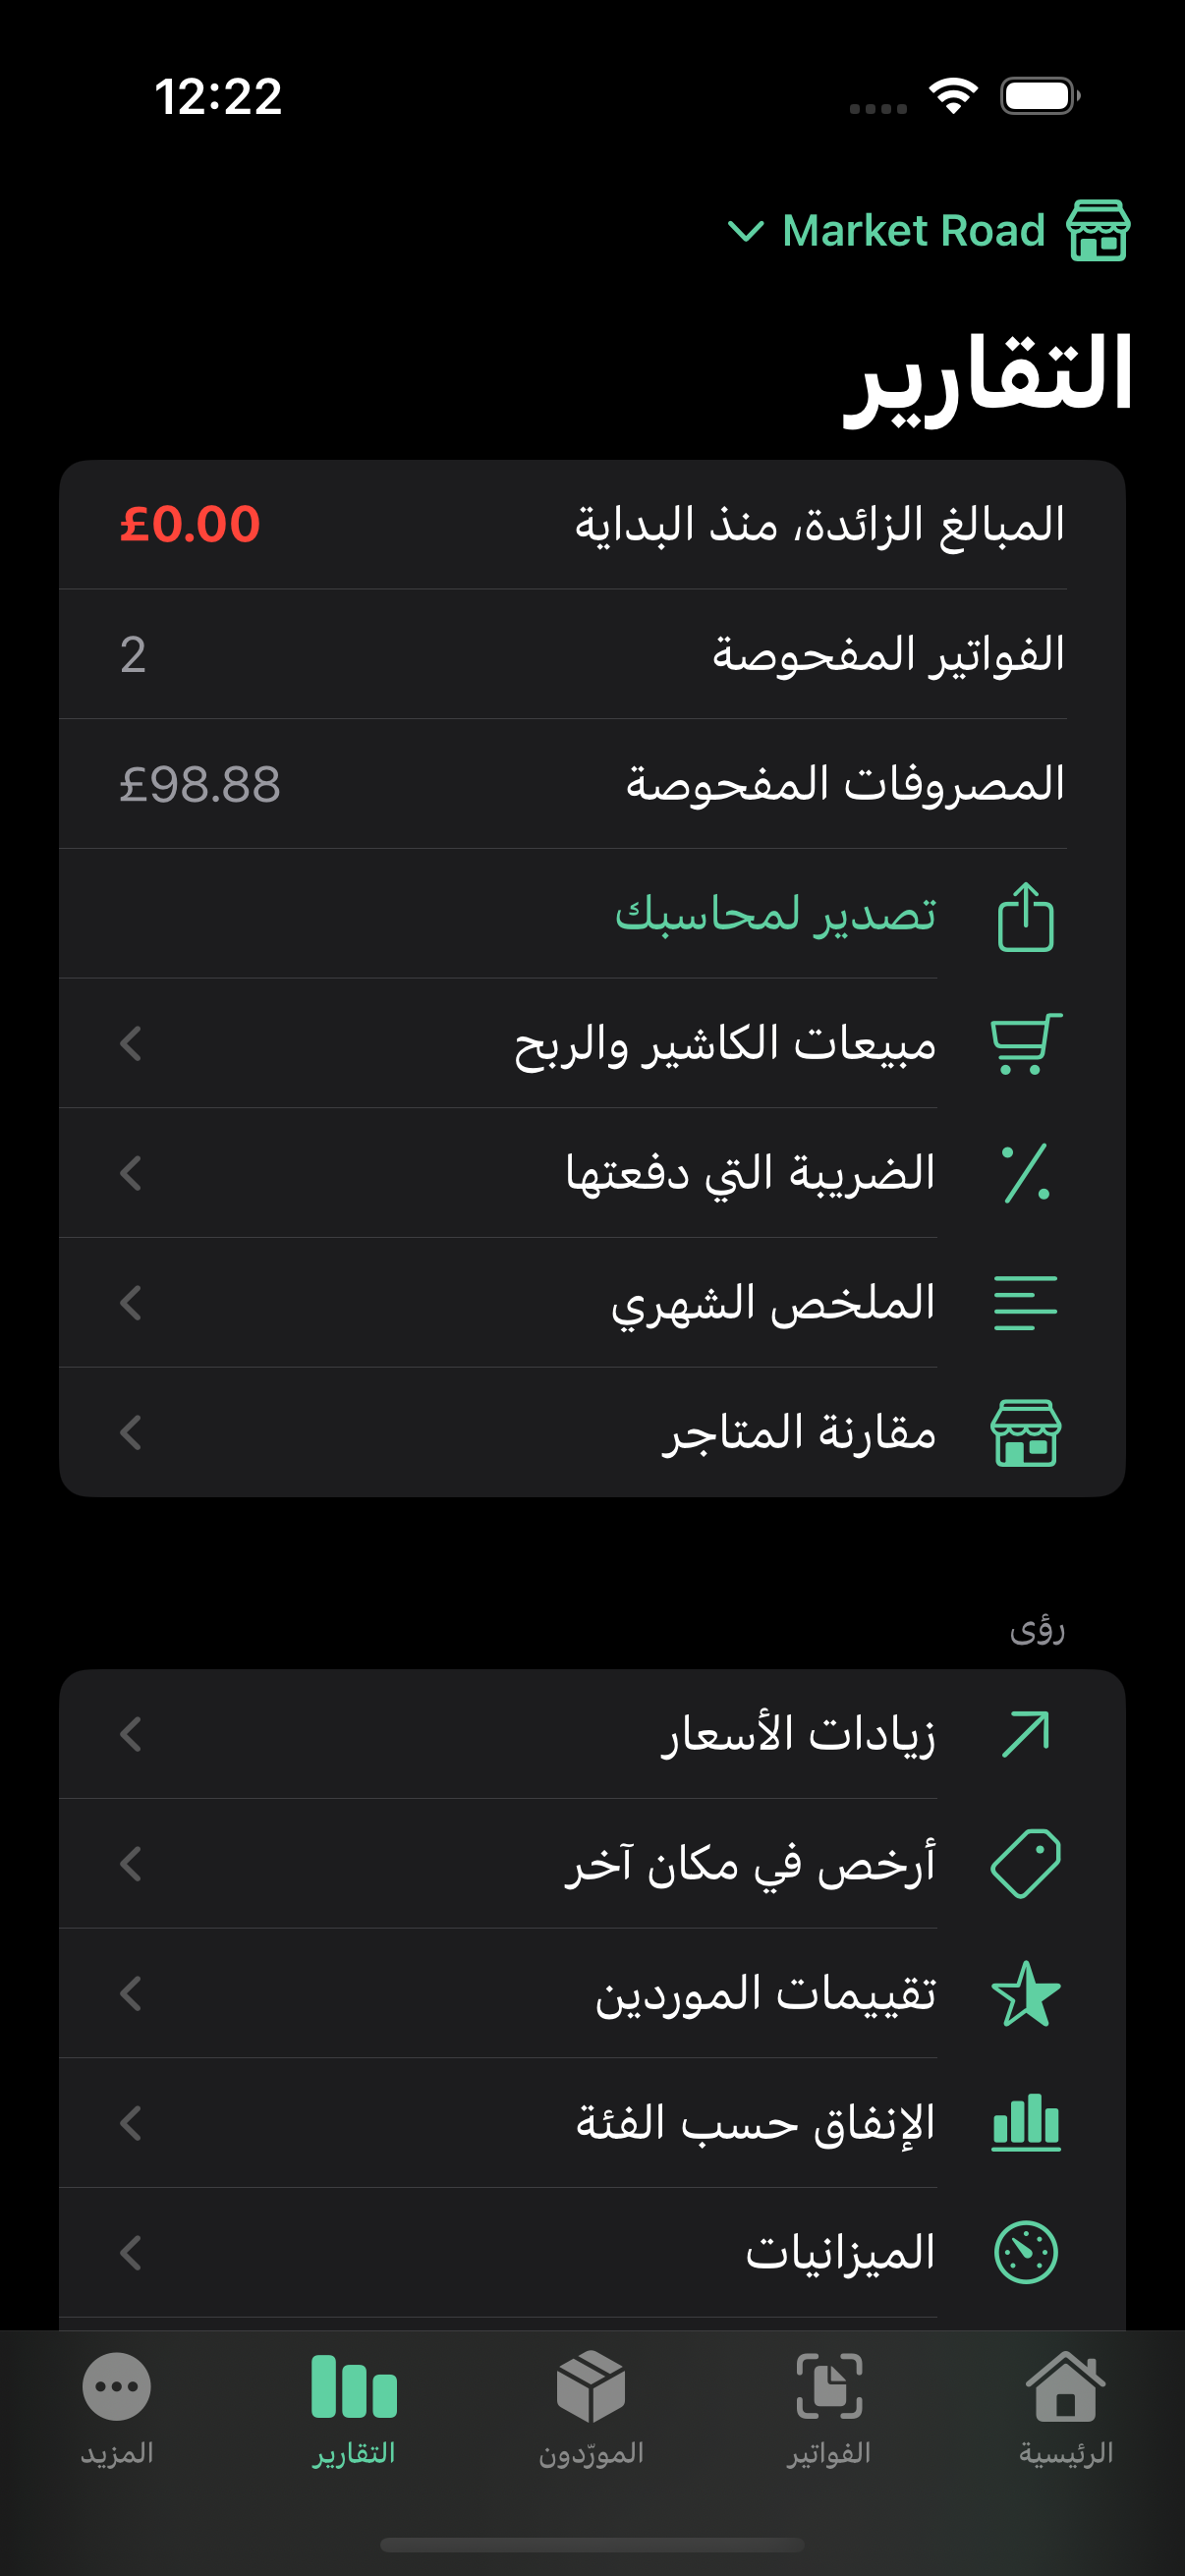 12:22
Market Road
التقارير
المبالغ الزائدة، منذ البداية £0.00
الفواتير المفحوصة 2
المصروفات المفحوصة £98.88
تصدير لمحاسبك
مبيعات الكاشير والربح
الضريبة التي دفعتها
الملخص الشهري
مقارنة المتاجر
رؤى
زيادات الأسعار
أرخص في مكان آخر
تقييمات الموردين
الإنفاق حسب الفئة
الميزانيات
الرئيسية الفواتير المورّدون التقارير المزيد